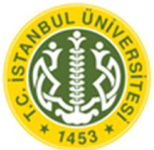 T.C. İSTANBUL ÜNİVERSİTESİ
1453